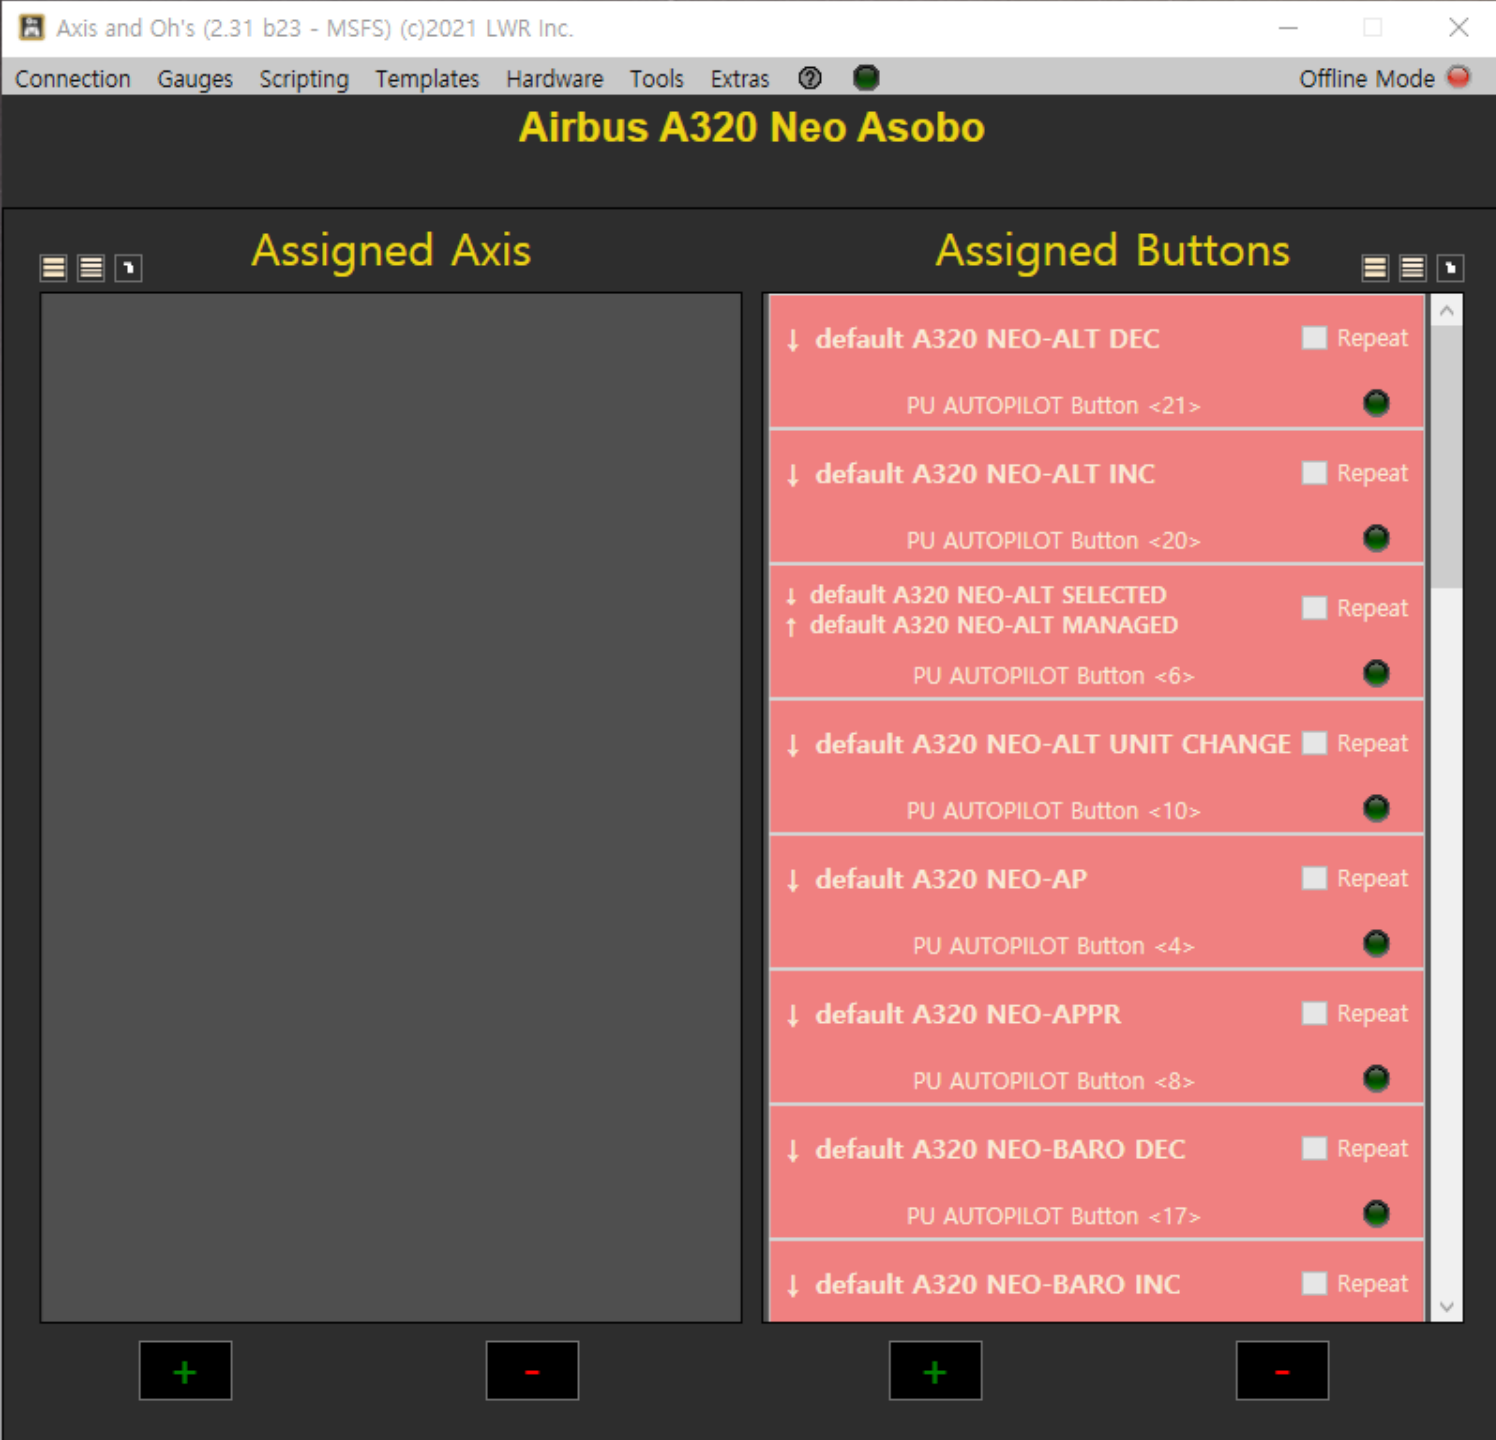 Axis and Oh's (2.31 b23 - MSFS) (c)2021 LWR Inc.
Connection Gauges Scripting Templates Hardware Tools Extras ? Offline Mode
Airbus A320 Neo Asobo
Assigned Axis
Assigned Buttons
↓ default A320 NEO-ALT DEC Repeat
PU AUTOPILOT Button <21>
↓ default A320 NEO-ALT INC Repeat
PU AUTOPILOT Button <20>
↓ default A320 NEO-ALT SELECTED
↑ default A320 NEO-ALT MANAGED
Repeat
PU AUTOPILOT Button <6>
↓ default A320 NEO-ALT UNIT CHANGE Repeat
PU AUTOPILOT Button <10>
↓ default A320 NEO-AP Repeat
PU AUTOPILOT Button <4>
↓ default A320 NEO-APPR Repeat
PU AUTOPILOT Button <8>
↓ default A320 NEO-BARO DEC Repeat
PU AUTOPILOT Button <17>
↓ default A320 NEO-BARO INC Repeat
+ - + -